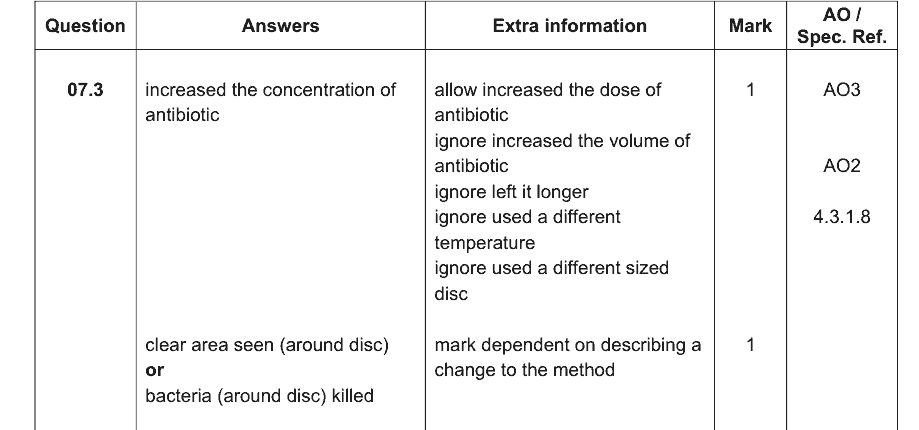 Question Answers Extra information Mark AO /
Spec. Ref.
07.3 increased the concentration of allow increased the dose of 1 AO3
antibiotic antibiotic
ignore increased the volume of
antibiotic AO2
ignore left it longer
ignore used a different 4.3.1.8
temperature
ignore used a different sized
disc
clear area seen (around disc) mark dependent on describing a 1
or change to the method
bacteria (around disc) killed